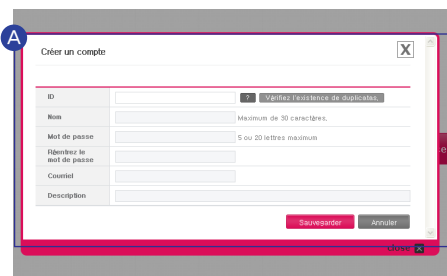 A
Créer un compte
X
ID
? Vérifiez l'existence de duplicatas.
Nom
Maximum de 30 caractères.
Mot de passe
5 ou 20 lettres maximum
Réentrez le
mot de passe
Courriel
Description
Sauvegarder
Annuler
close X